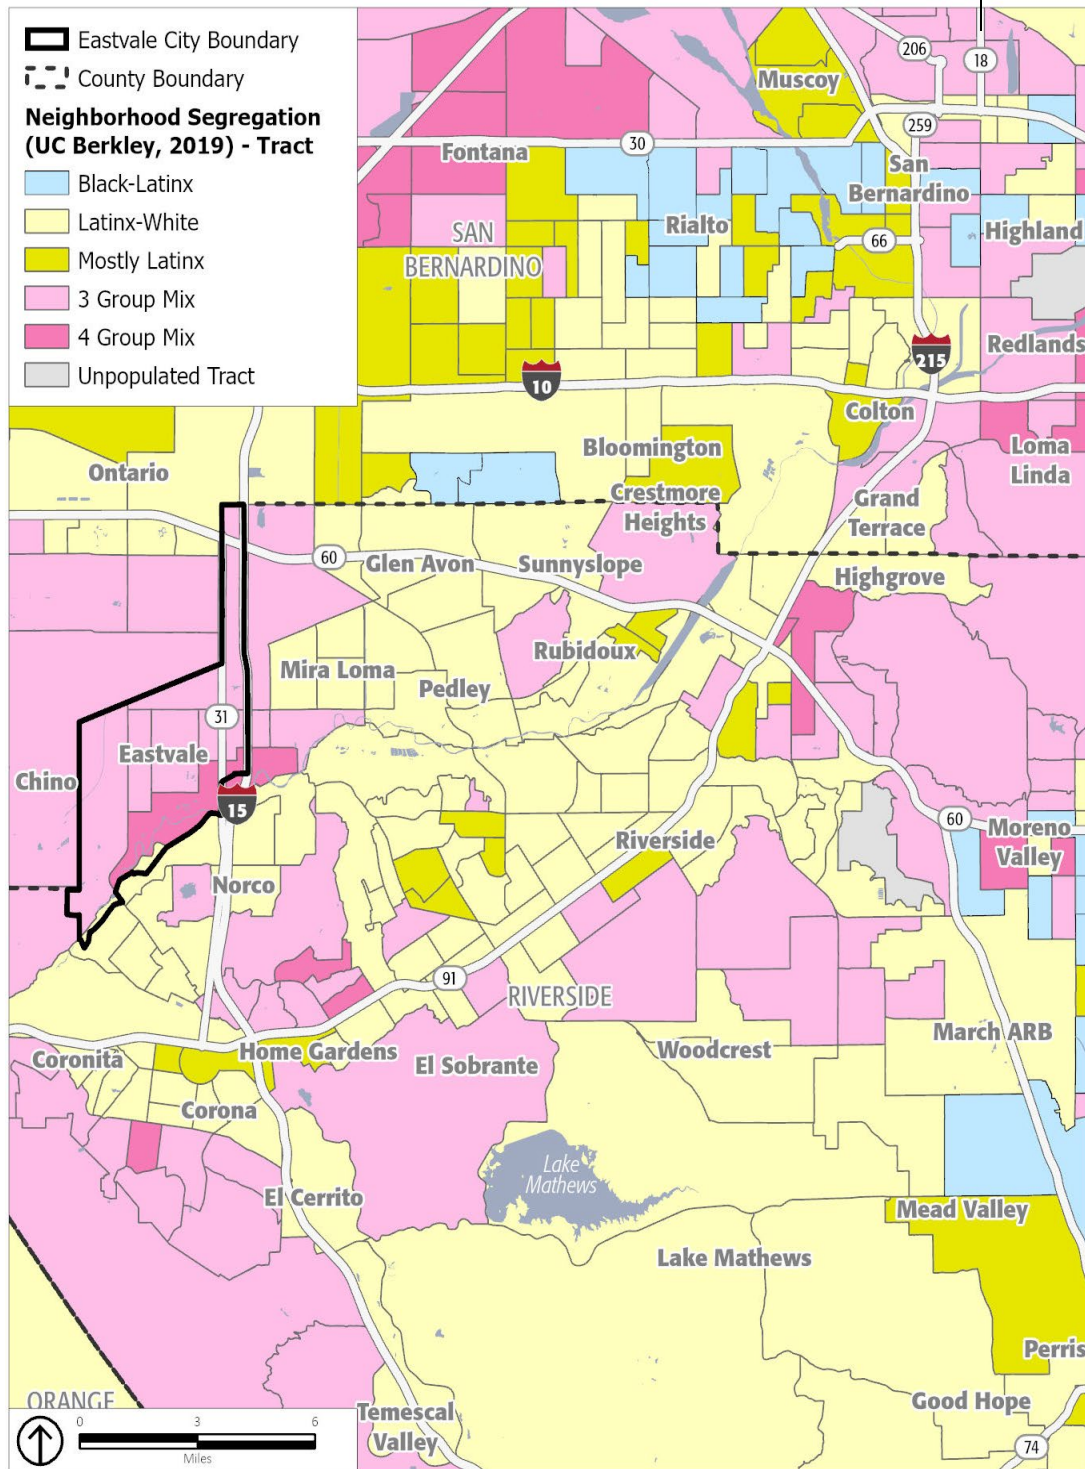 Eastvale City Boundary
County Boundary
Neighborhood Segregation
(UC Berkley, 2019) - Tract
Black-Latinx
Latinx-White
Mostly Latinx
3 Group Mix
4 Group Mix
Unpopulated Tract
206
18
Muscoy
259
30
Fontana
San
Bernardino
Rialto
Highland
SAN
BERNARDINO
66
Redlands
215
10
Colton
Bloomington
Loma
Linda
Ontario
Crestmore
Heights
Grand
Terrace
60
Glen Avon
Sunnyslope
Highgrove
Rubidoux
Mira Loma
Pedley
31
Eastvale
Chino
15
60
Moreno
Valley
Riverside
Norco
91
RIVERSIDE
March ARB
Coronita
Home Gardens
El Sobrante
Woodcrest
Corona
Lake
Mathews
El Cerrito
Mead Valley
Lake Mathews
Perris
ORANGE
Good Hope
Temescal
Valley
74
0 3 6
Miles